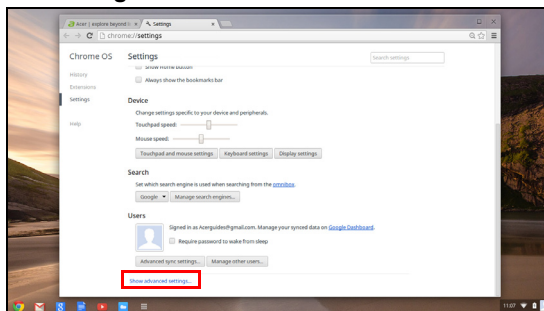 Acer | explore beyond li
Settings
chrome://settings
Chrome OS
Settings
Search settings
History
Extensions
Settings
Help
Show Home button
Always show the bookmarks bar
Device
Change settings specific to your device and peripherals.
Touchpad speed:
Mouse speed:
Touchpad and mouse settings Keyboard settings Display settings
Search
Set which search engine is used when searching from the omnibox.
Google Manage search engines...
Users
Signed in as Acerguides@gmail.com. Manage your synced data on Google Dashboard.
Require password to wake from sleep
Advanced sync settings... Manage other users...
Show advanced settings...
11:07